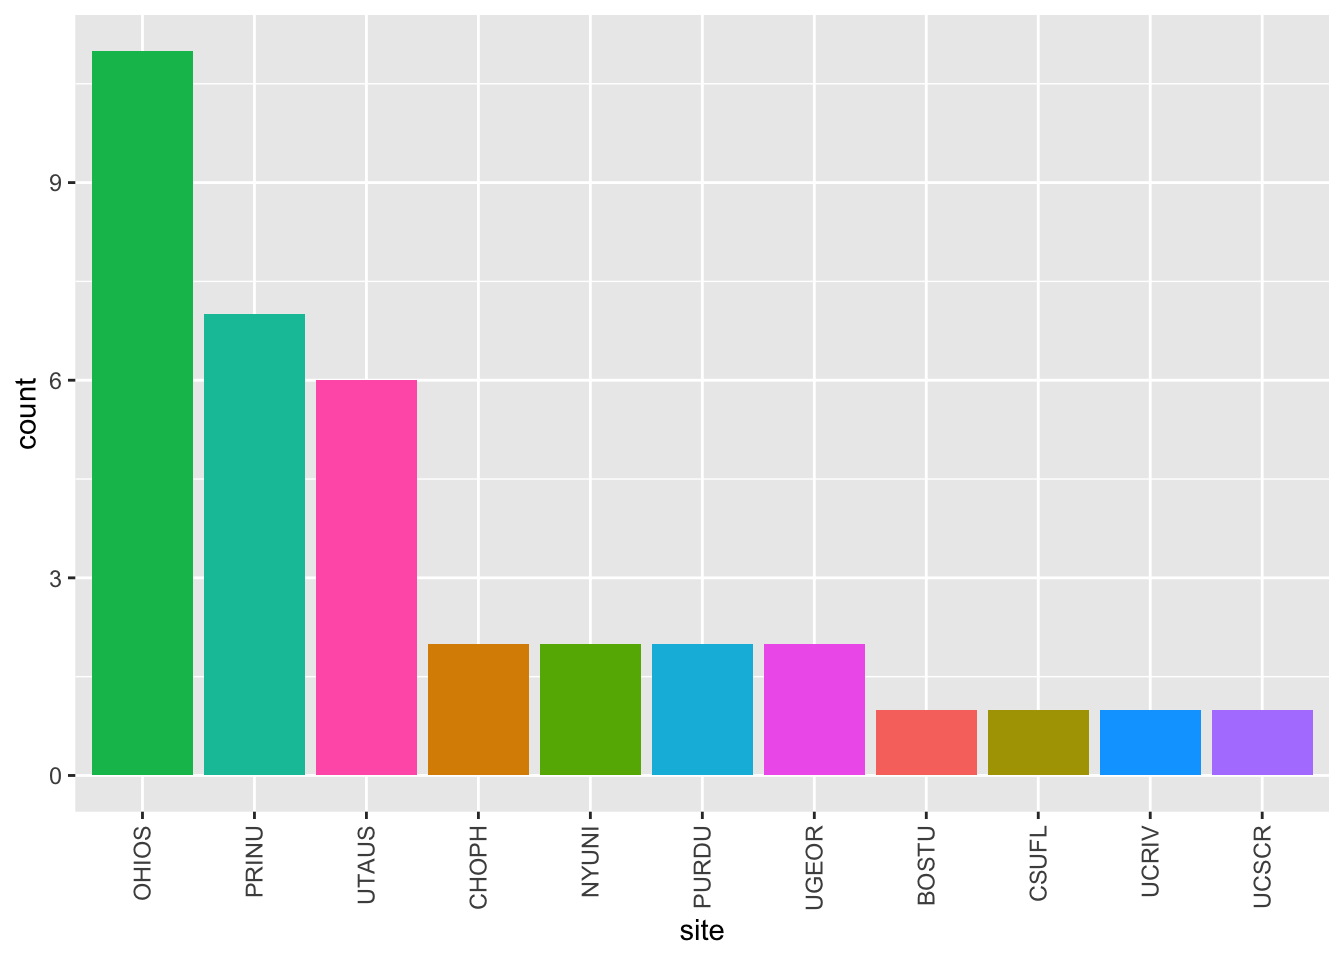 count
9
6
3
0
OHIOS
PRINU
UTAUS
CHOPH
NYUNI
PURDU
UGEOR
BOSTU
CSUFL
UCRIV
UCSCR
site